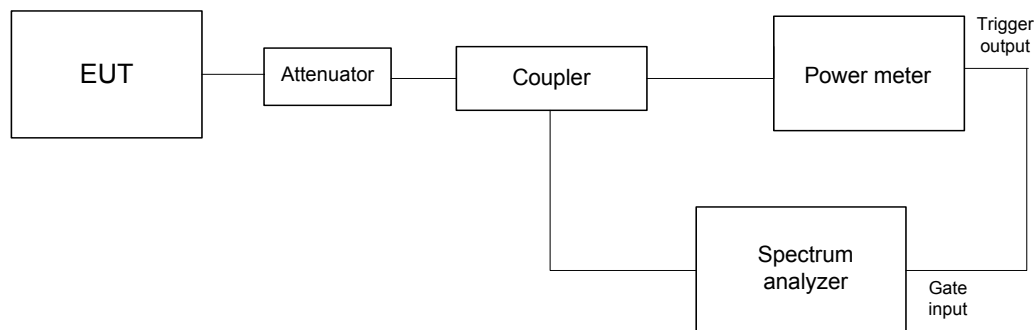 EUT
Attenuator
Coupler
Power meter
Trigger
output
Spectrum
analyzer
Gate
input